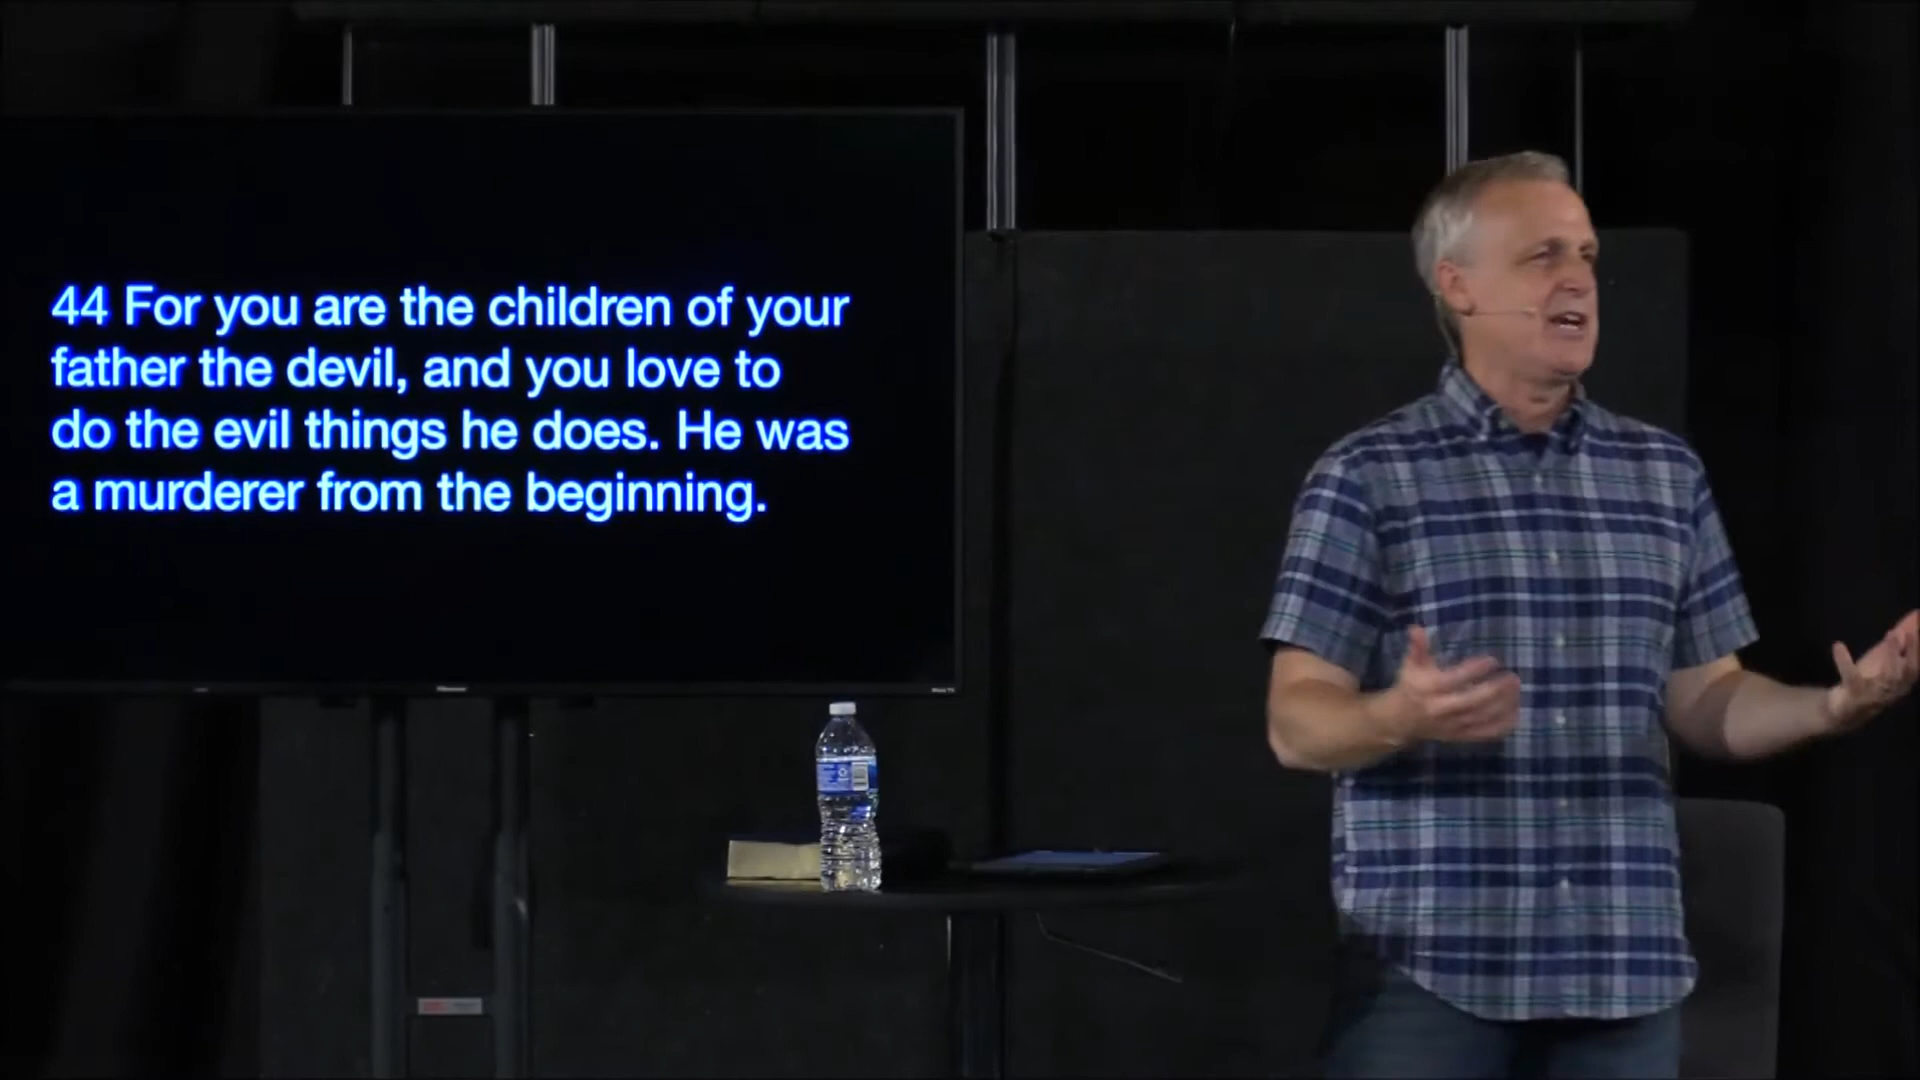 44 For you are the children of your
father the devil, and you love to
do the evil things he does. He was
a murderer from the beginning.
Hisense